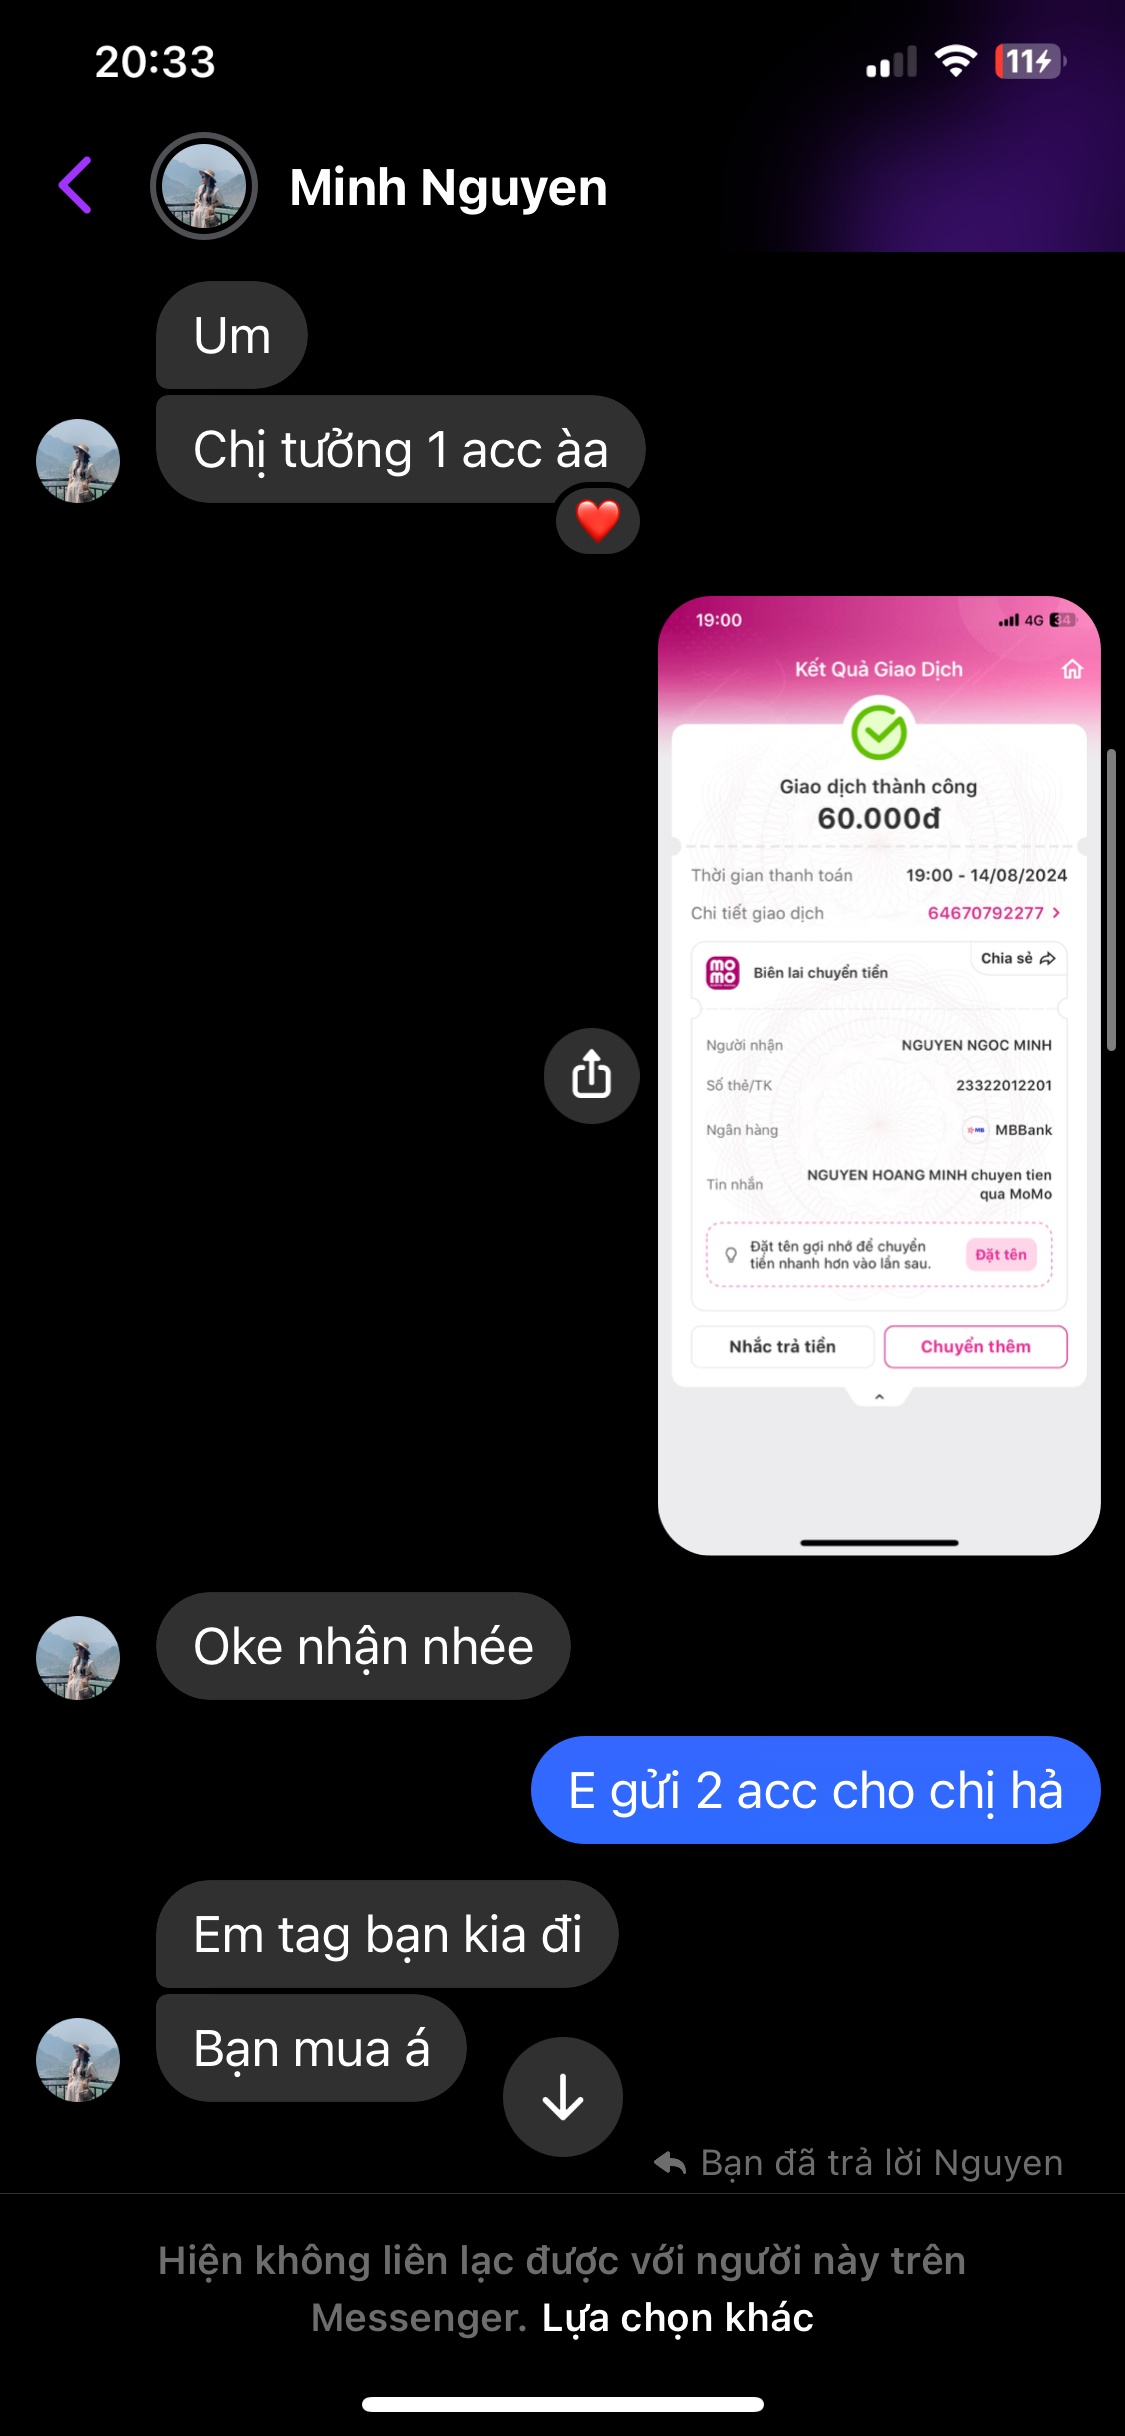 20:33
11
Minh Nguyen
Um
Chị tưởng 1 acc àa
19:00
4G
34
Kết Quả Giao Dịch
Giao dịch thành công
60.000đ
Thời gian thanh toán 19:00 - 14/08/2024
Chi tiết giao dịch 64670792277 >
Chia sẻ
mo mo
Biên lai chuyển tiền
Người nhận NGUYEN NGOC MINH
Số thẻ/TK 23322012201
Ngân hàng MB MBBank
Tin nhắn NGUYEN HOANG MINH chuyen tien
qua MoMo
Đặt tên gợi nhớ để chuyển
tiền nhanh hơn vào lần sau.
Đặt tên
Nhắc trả tiền Chuyển thêm
Oke nhận nhée
E gửi 2 acc cho chị hả
Em tag bạn kia đi
Bạn mua á
Bạn đã trả lời Nguyen
Hiện không liên lạc được với người này trên
Messenger. Lựa chọn khác